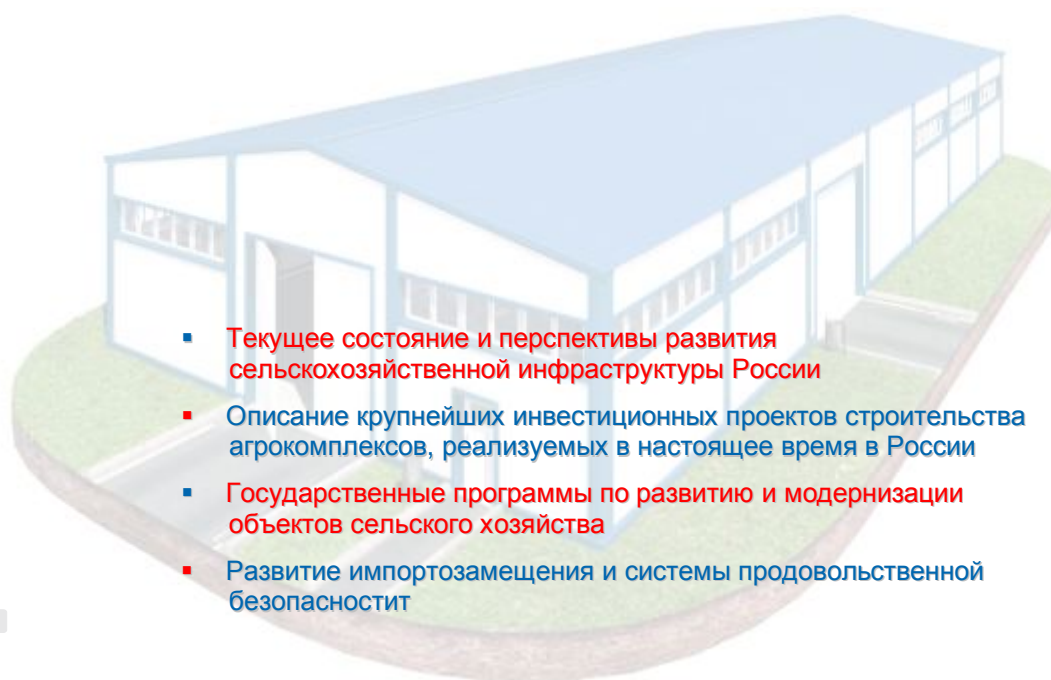 ▪ Текущее состояние и перспективы развития
сельскохозяйственной инфраструктуры России
▪ Описание крупнейших инвестиционных проектов строительства
агрокомплексов, реализуемых в настоящее время в России
▪ Государственные программы по развитию и модернизации
объектов сельского хозяйства
▪ Развитие импортозамещения и системы продовольственной
безопасностит